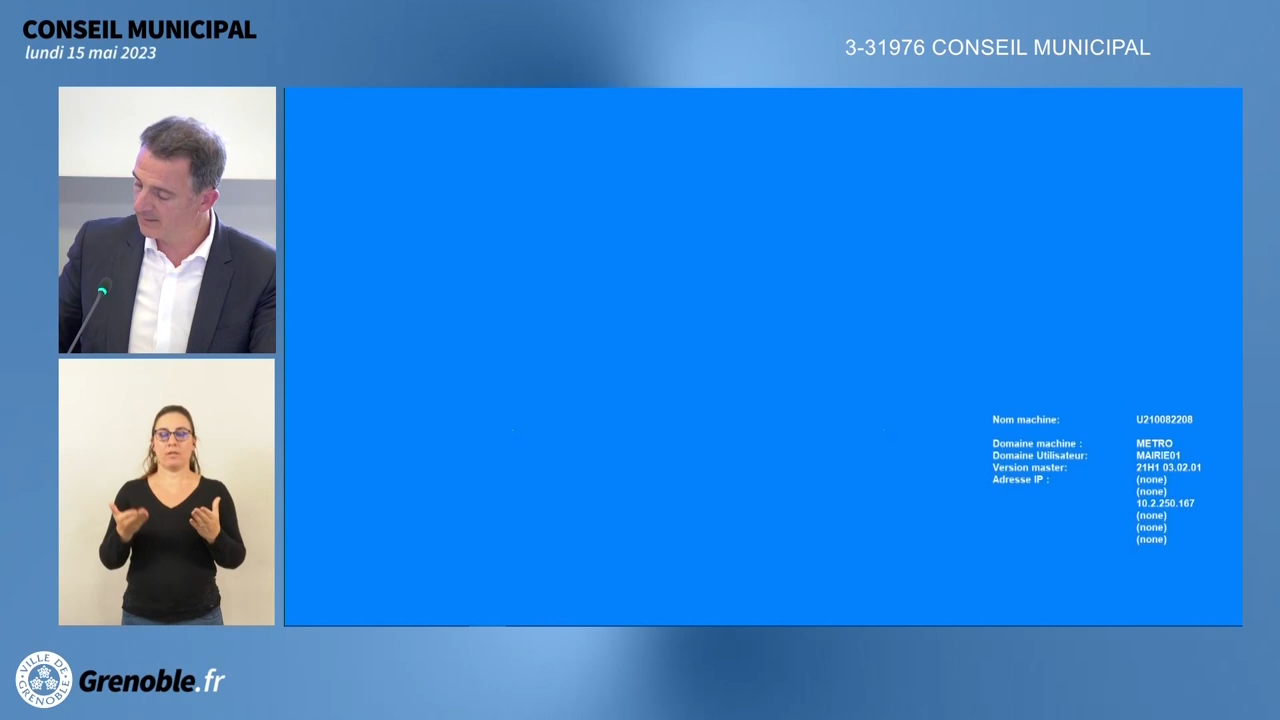 CONSEIL MUNICIPAL
lundi 15 mai 2023
3-31976 CONSEIL MUNICIPAL
Nom machine: U210082208
Domaine machine : METRO
Domaine Utilisateur: MAIRIE01
Version master: 21H1 03.02.01
Adresse IP : (none)
(none)
10.2.250.167
(none)
(none)
(none)
VILLE DE
GRENOBLE
Grenoble.fr